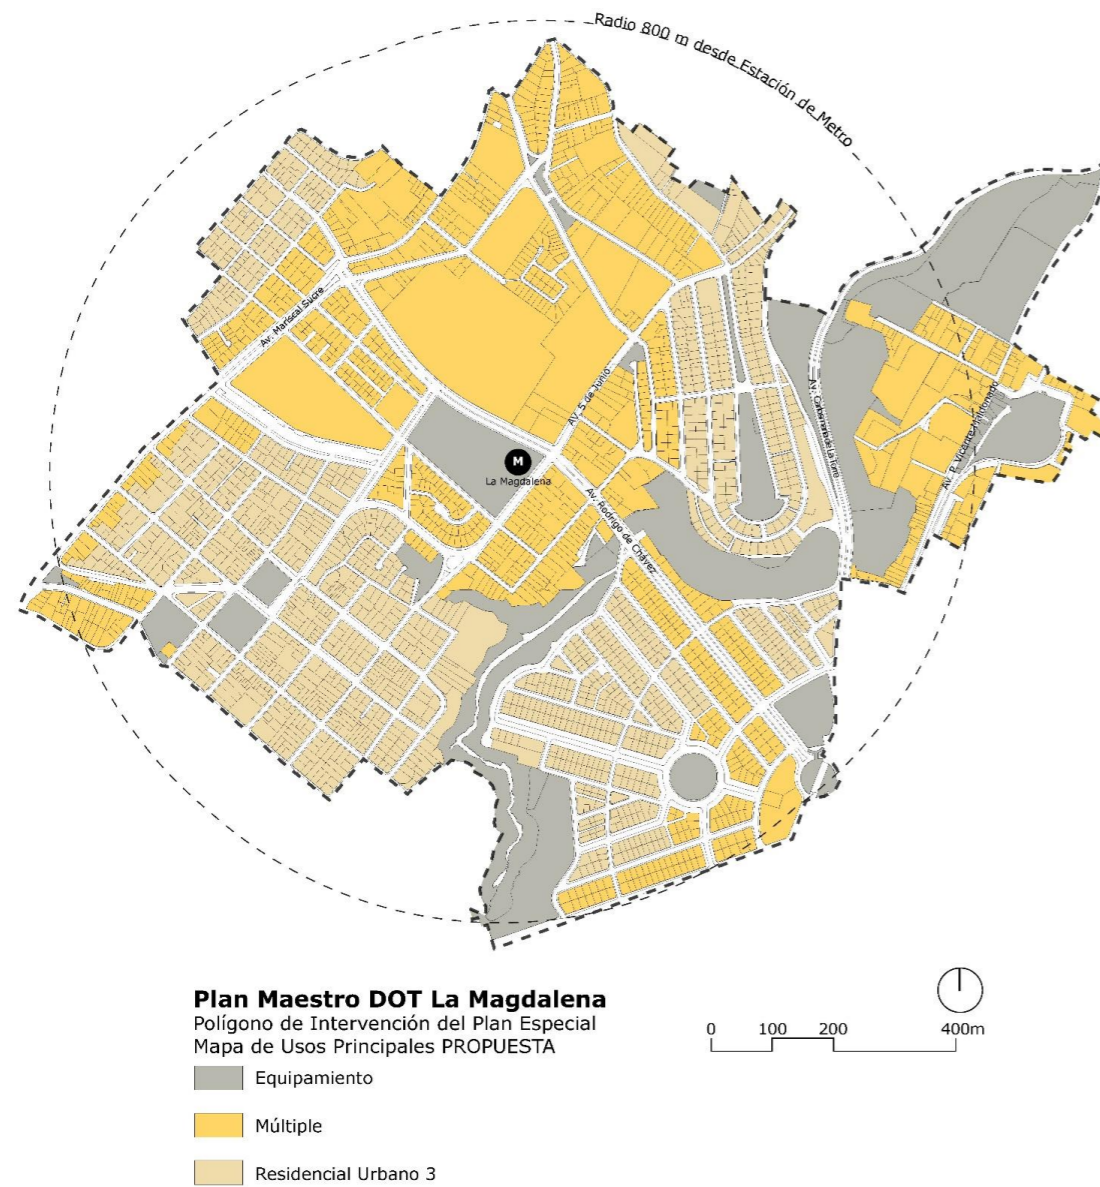 Radio 800 m desde Estación de Metro
Av. Mariscal Sucre
AV. 5 de Junio
M
La Magdalena
Av. Rodrigo de Chávez
Av. P. Vicente Maldonado
Plan Maestro DOT La Magdalena
Polígono de Intervención del Plan Especial
Mapa de Usos Principales PROPUESTA
0 100 200 400m
Equipamiento
Múltiple
Residencial Urbano 3